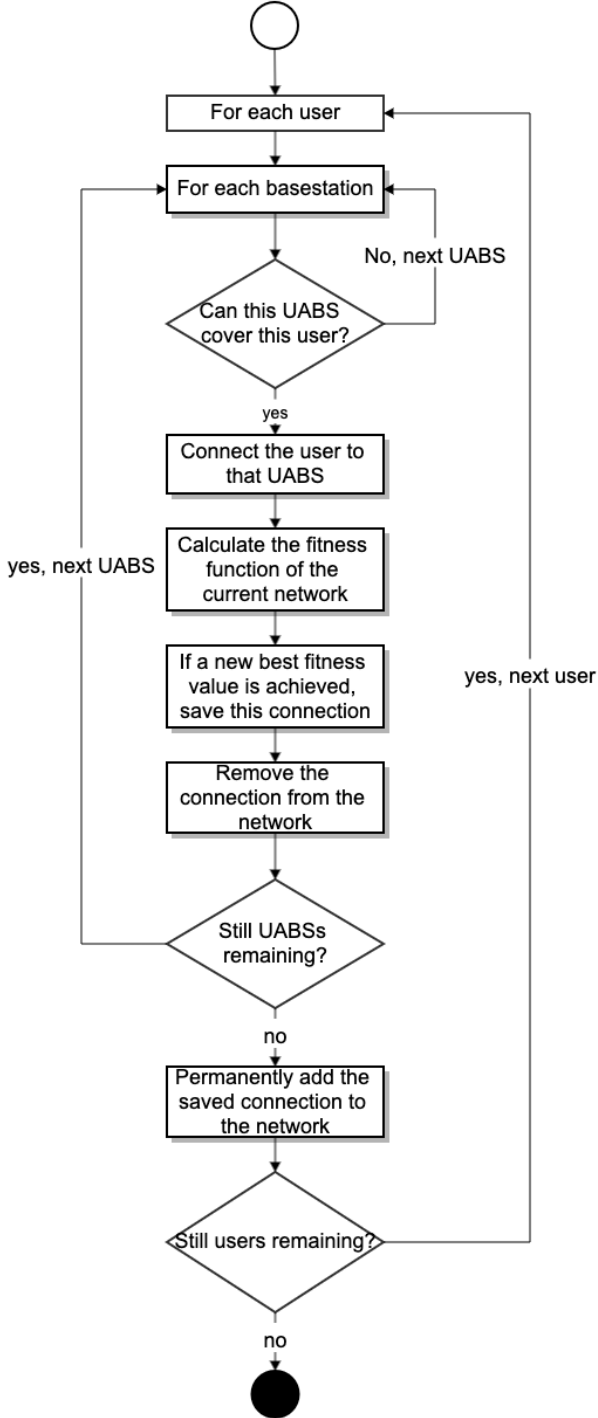 For each user
For each basestation
No, next UABS
Can this UABS
cover this user?
yes
Connect the user to
that UABS
Calculate the fitness
function of the
current network
yes, next UABS
If a new best fitness
value is achieved,
save this connection
yes, next user
Remove the
connection from the
network
Still UABSs
remaining?
no
Permanently add the
saved connection to
the network
Still users remaining?
no